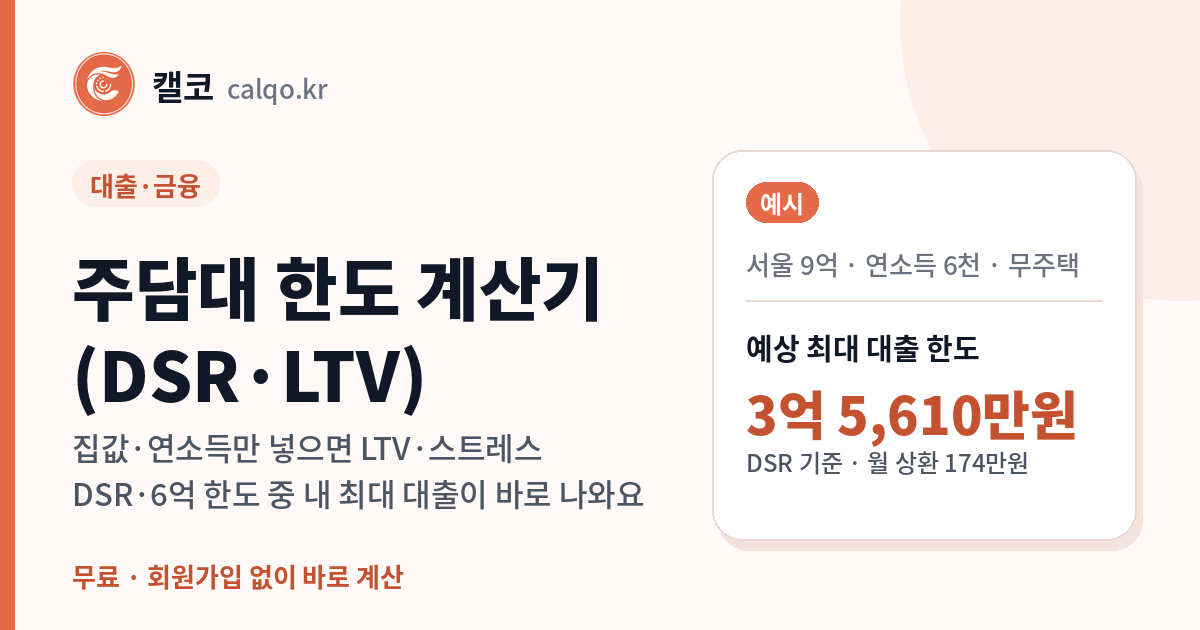 캘코 calqo.kr
대출·금융
주담대 한도 계산기
(DSR·LTV)
집값·연소득만 넣으면 LTV·스트레스
DSR·6억 한도 중 내 최대 대출이 바로 나와요
무료 · 회원가입 없이 바로 계산
예시
서울 9억 · 연소득 6천 · 무주택
예상 최대 대출 한도
3억 5,610만원
DSR 기준 · 월 상환 174만원